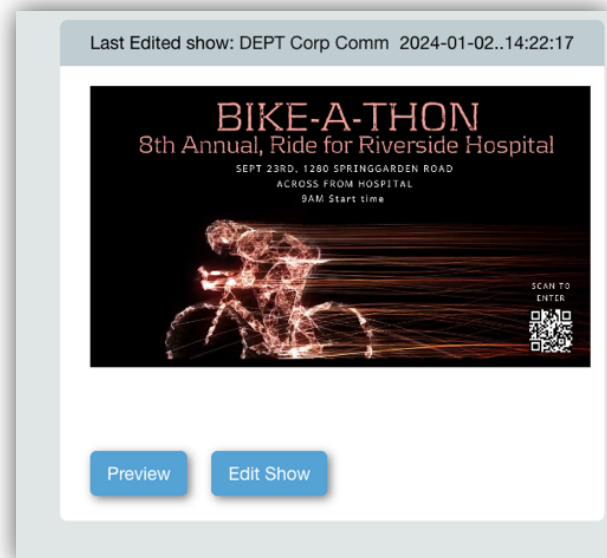 Last Edited show: DEPT Corp Comm 2024-01-02..14:22:17
BIKE-A-THON
8th Annual, Ride for Riverside Hospital
SEPT 23RD, 1280 SPRINGGARDEN ROAD
ACROSS FROM HOSPITAL
9AM Start time
SCAN TO
ENTER
Preview
Edit Show